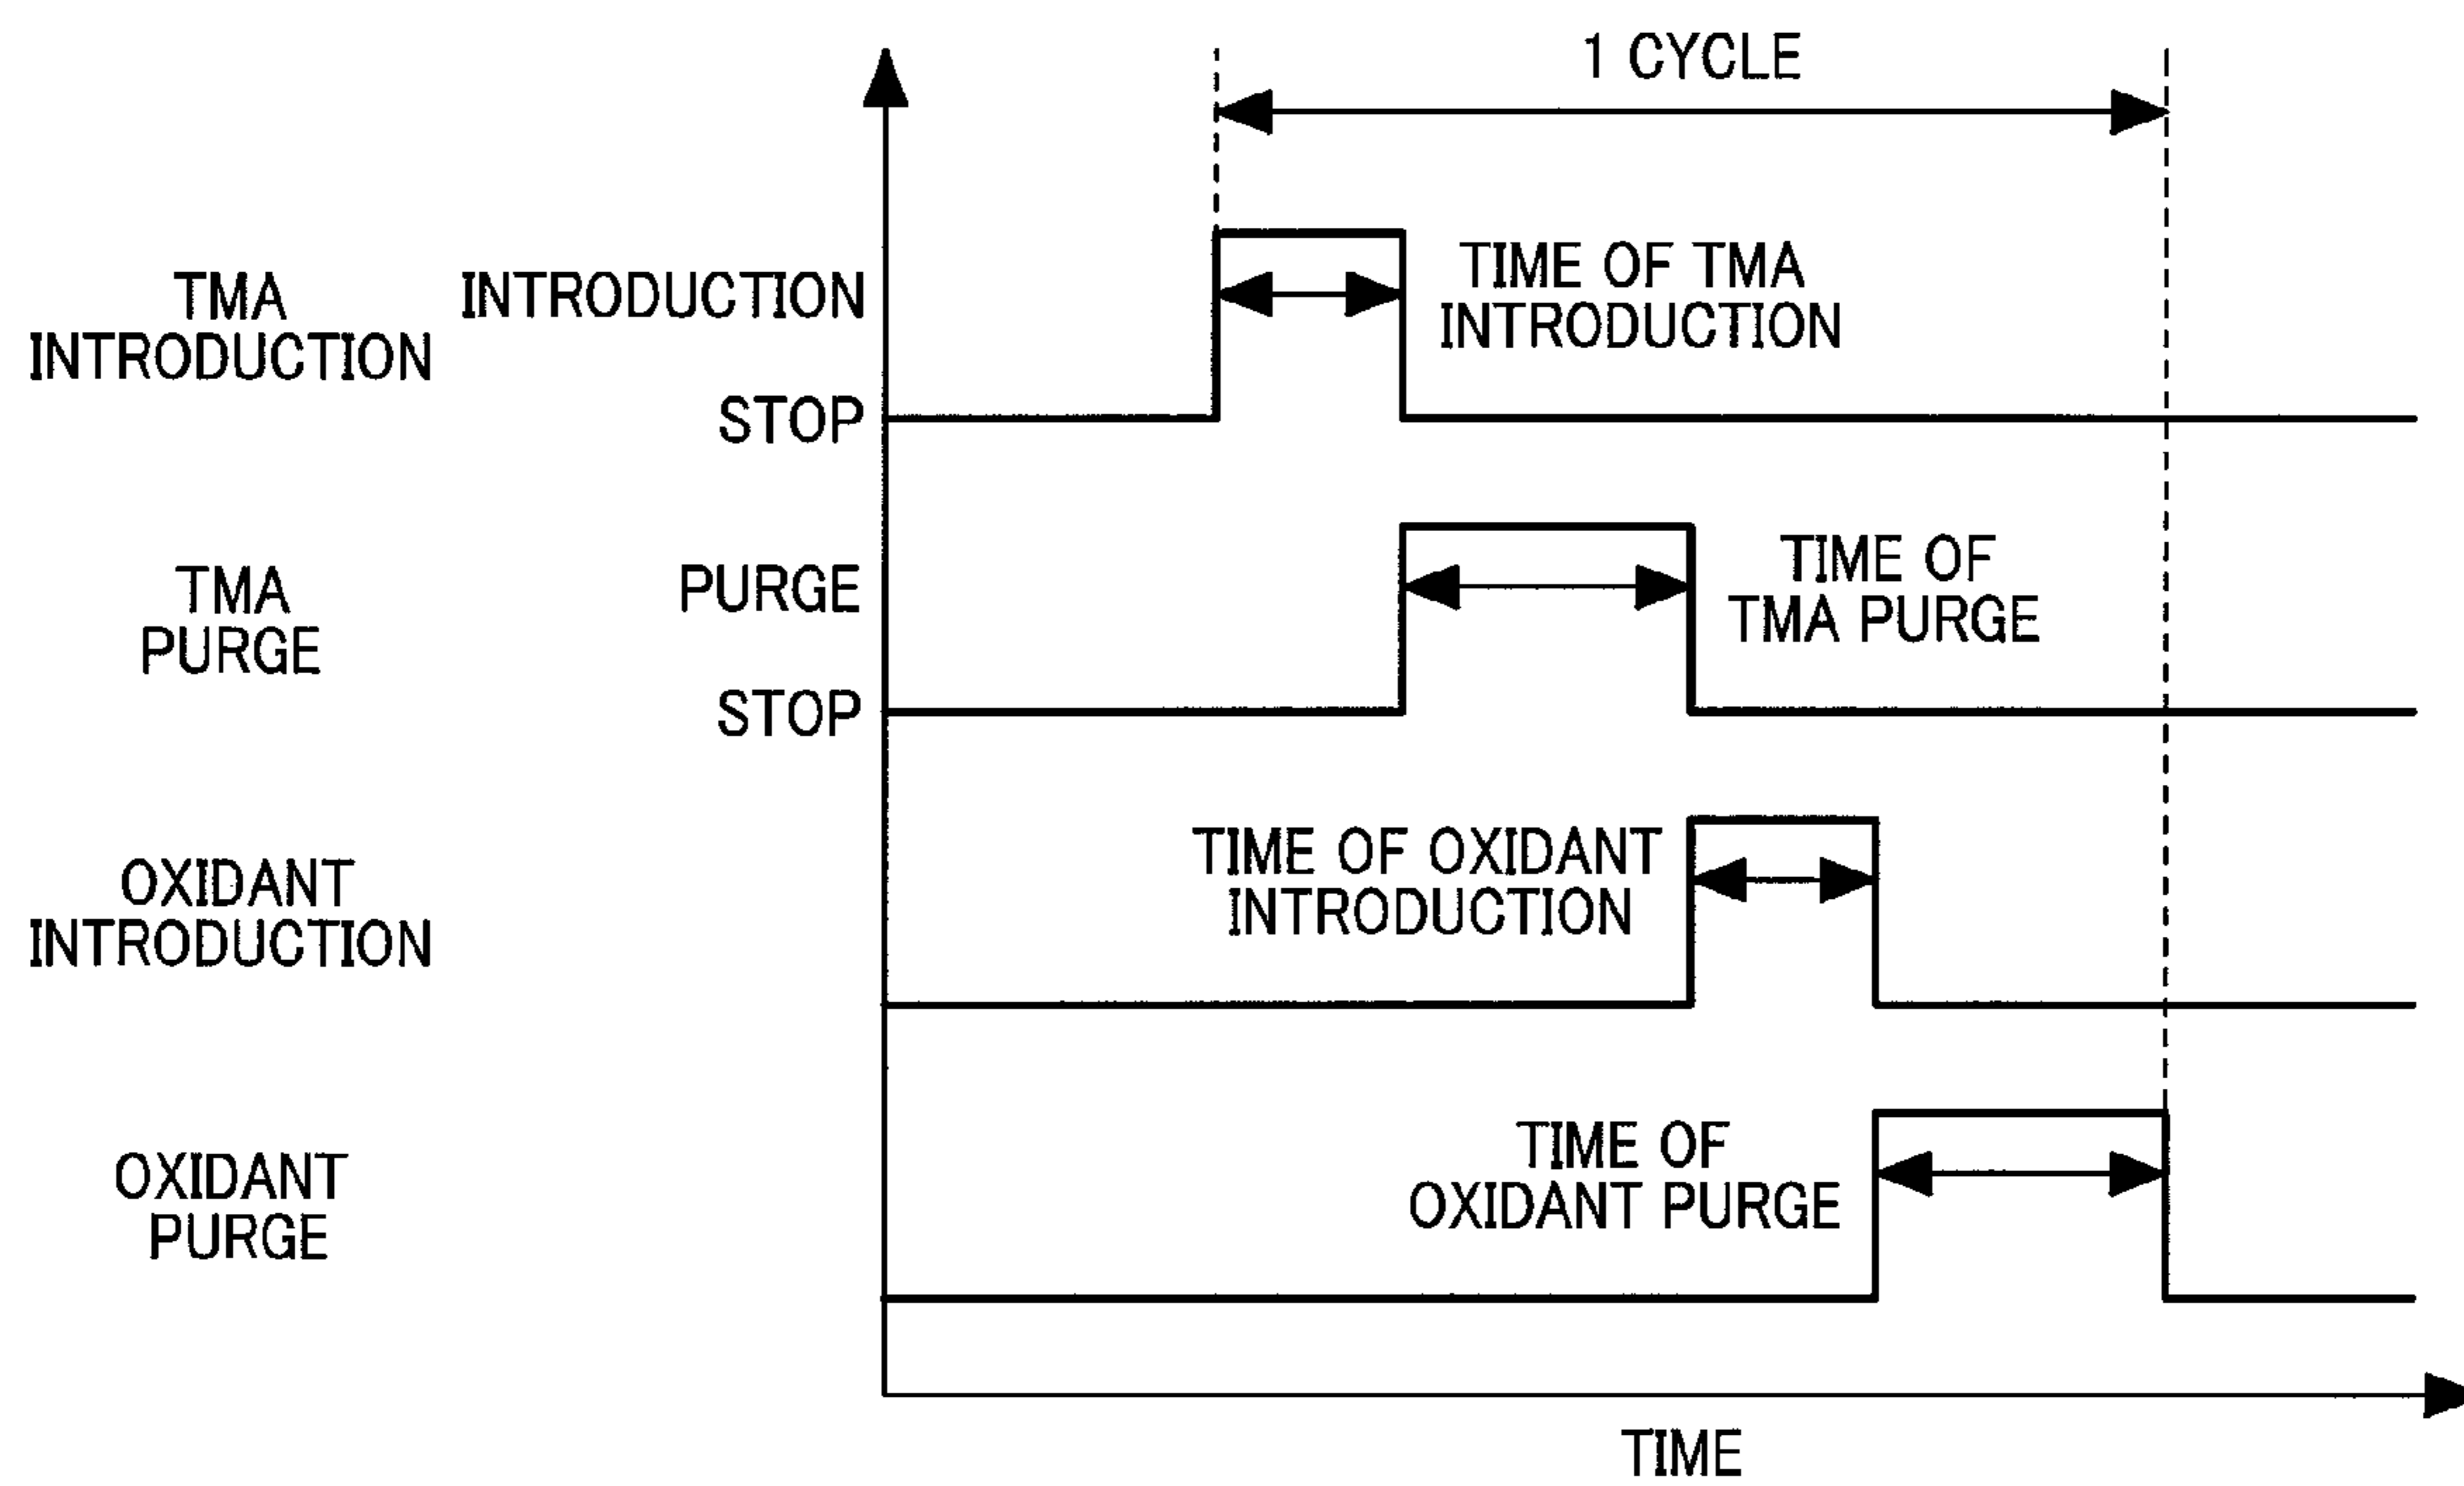 1 CYCLE
TMA
INTRODUCTION
INTRODUCTION
STOP
TIME OF TMA
INTRODUCTION
TMA
PURGE
PURGE
STOP
TIME OF
TMA PURGE
OXIDANT
INTRODUCTION
TIME OF OXIDANT
INTRODUCTION
OXIDANT
PURGE
TIME OF
OXIDANT PURGE
TIME